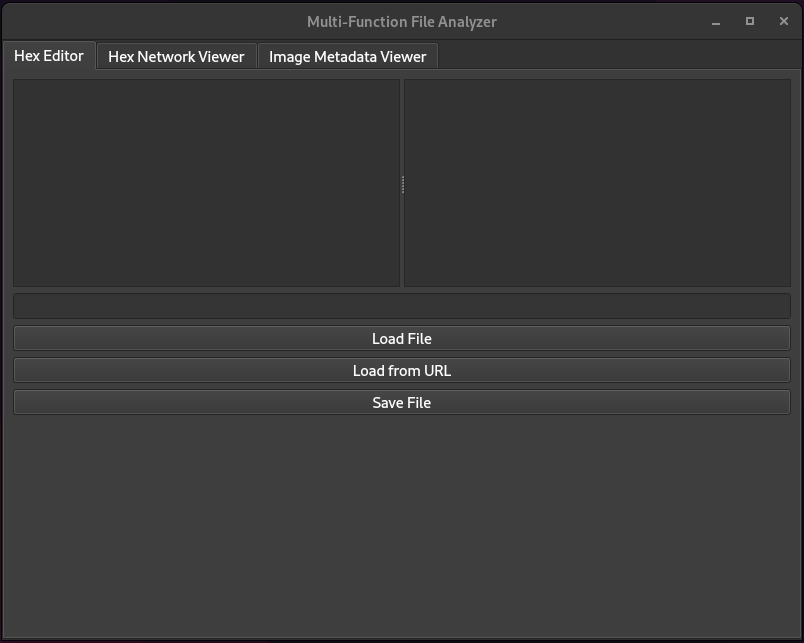 Multi-Function File Analyzer
Hex Editor Hex Network Viewer Image Metadata Viewer
Load File
Load from URL
Save File